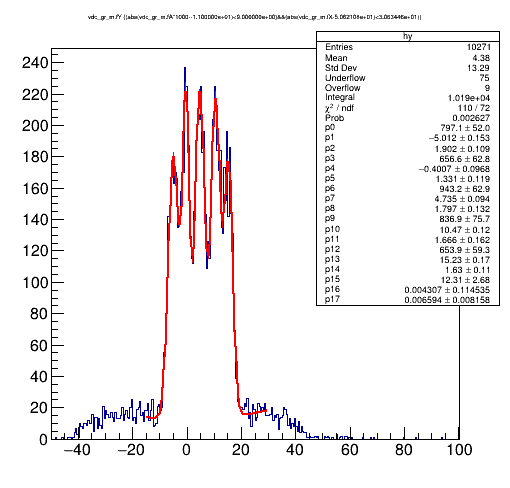 vdc_gr_m.fY {(abs(vdc_gr_m.fA*1000--1.100000e+01)<9.000000e+00)&&(abs(vdc_gr_m.fX-5.062108e+01)<3.063446e+01)}
hy
Entries 10271
Mean 4.38
Std Dev 13.29
Underflow 75
Overflow 9
Integral 1.019e+04
χ² / ndf 110 / 72
Prob 0.002627
p0 797.1 ± 52.0
p1 −5.012 ± 0.153
p2 1.902 ± 0.109
p3 656.6 ± 62.8
p4 −0.4007 ± 0.0968
p5 1.331 ± 0.119
p6 943.2 ± 62.9
p7 4.735 ± 0.094
p8 1.797 ± 0.132
p9 836.9 ± 75.7
p10 10.47 ± 0.12
p11 1.666 ± 0.162
p12 653.9 ± 59.3
p13 15.23 ± 0.17
p14 1.63 ± 0.11
p15 12.31 ± 2.68
p16 0.004307 ± 0.114535
p17 0.006594 ± 0.008158
240
220
200
180
160
140
120
100
80
60
40
20
0
−40 −20 0 20 40 60 80 100